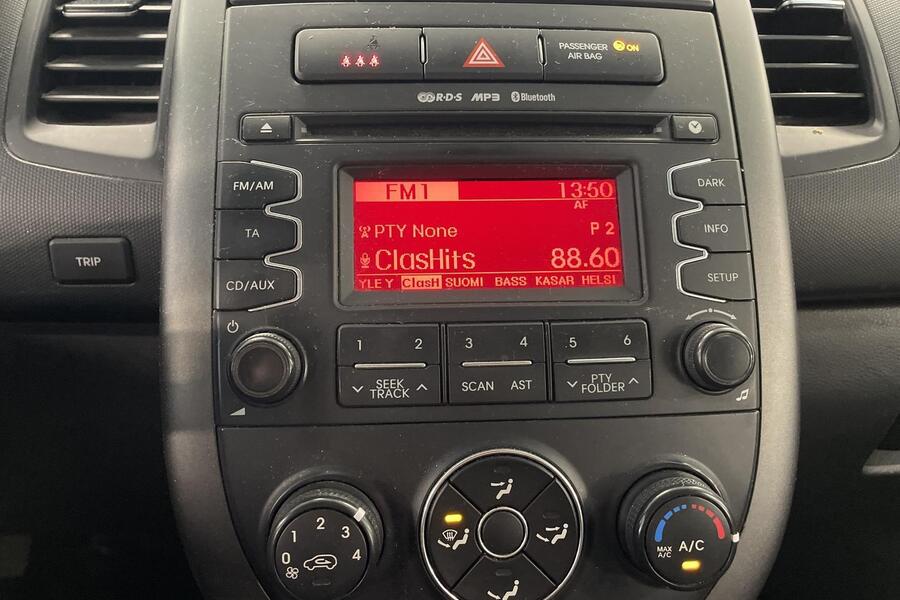 PASSENGER ON
AIR BAG
R·D·S MP3 Bluetooth
FM/AM
TA
CD/AUX
TRIP
FM1 13:50
AF
PTY None P 2
ClasHits 88.60
YLE Y ClasH SUOMI BASS KASAR HELSI
DARK
INFO
SETUP
1 2
3 4
5 6
SEEK
TRACK
SCAN AST
PTY
FOLDER
0 1 2 3 4
MAX
A/C
A/C